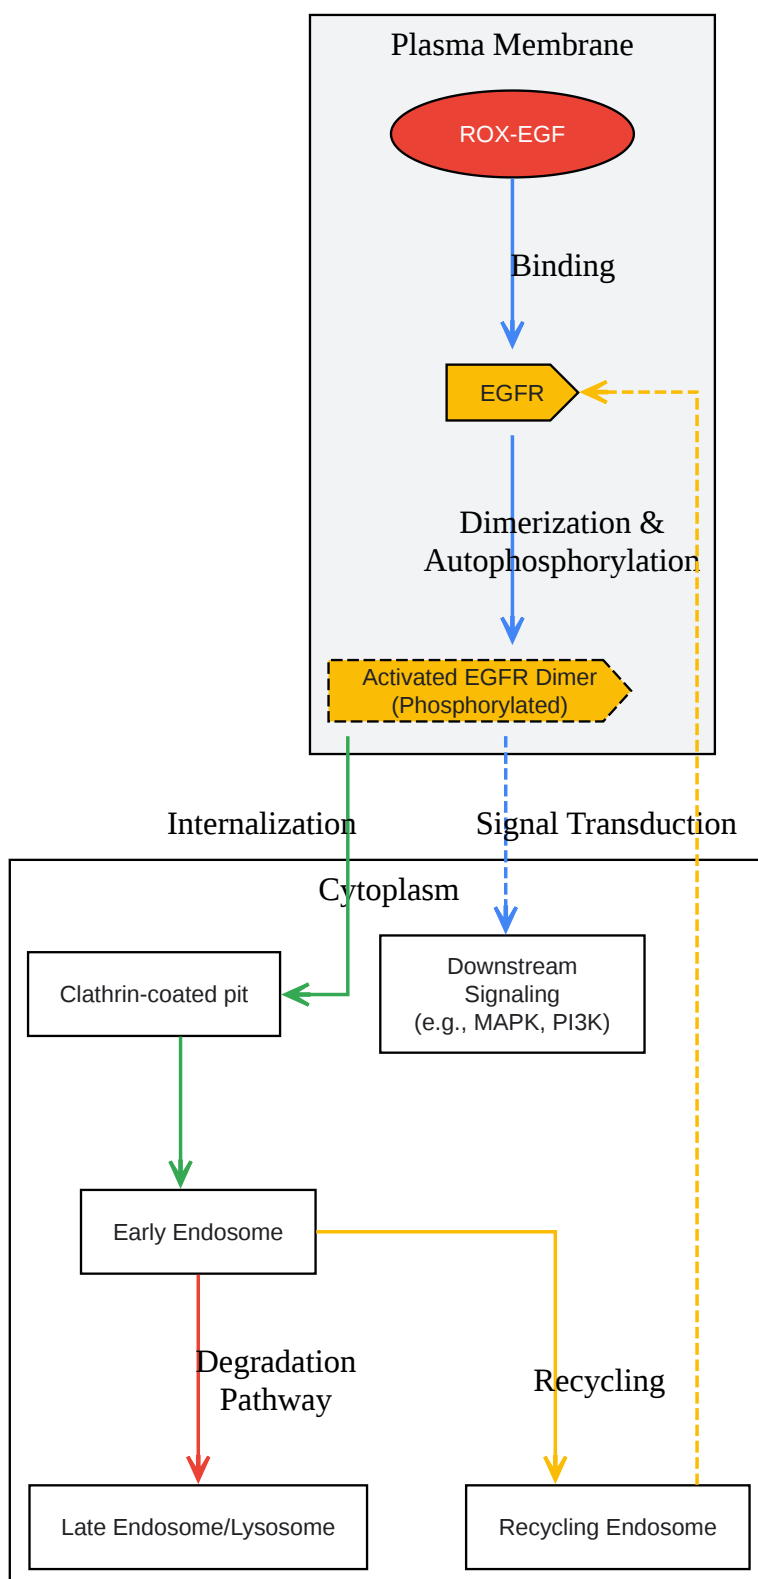 Plasma Membrane
ROX-EGF
Binding
EGFR
Dimerization &
Autophosphorylation
Activated EGFR Dimer
(Phosphorylated)
Internalization
Signal Transduction
Cytoplasm
Clathrin-coated pit
Downstream
Signaling
(e.g., MAPK, PI3K)
Early Endosome
Degradation
Pathway
Recycling
Late Endosome/Lysosome
Recycling Endosome